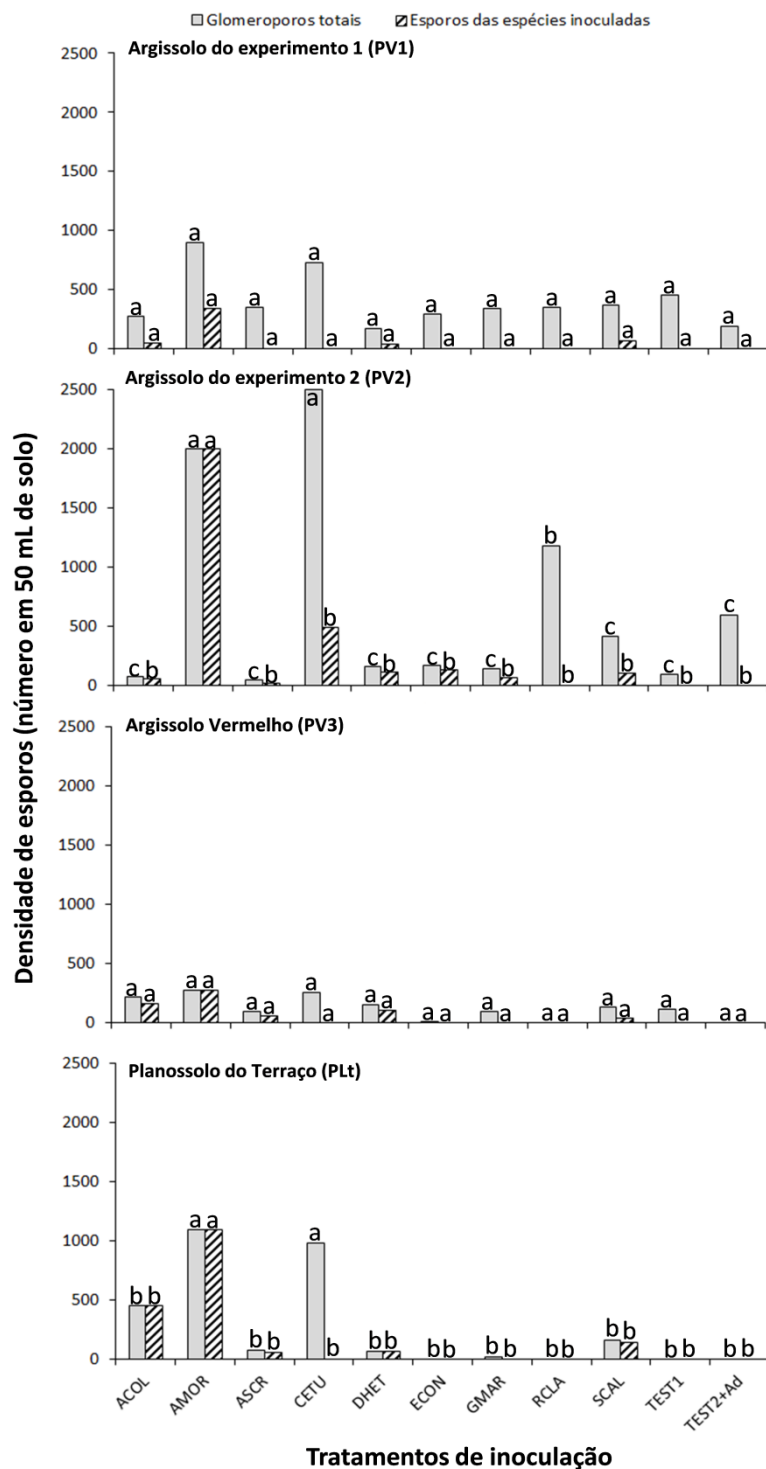 Glomeroporos totais Esporos das espécies inoculadas
Argissolo do experimento 1 (PV1)
2500
2000
1500
1000
500
0
a a a a a a a a a a a a a a a a a a a a a a
Argissolo do experimento 2 (PV2)
2500
2000
1500
1000
500
0
c b a a c b a b c b c b c b b b c b c b c b
Argissolo Vermelho (PV3)
2500
2000
1500
1000
500
0
a a a a a a a a a a a a a a a a a a a a a a
Planossolo do Terraço (PLt)
2500
2000
1500
1000
500
0
b b a a b b a b b b b b b b b b b b b b b b
ACOL AMOR ASCR CETU DHET ECON GMAR RCLA SCAL TEST1 TEST2+Ad
Densidade de esporos (número em 50 mL de solo)
Tratamentos de inoculação